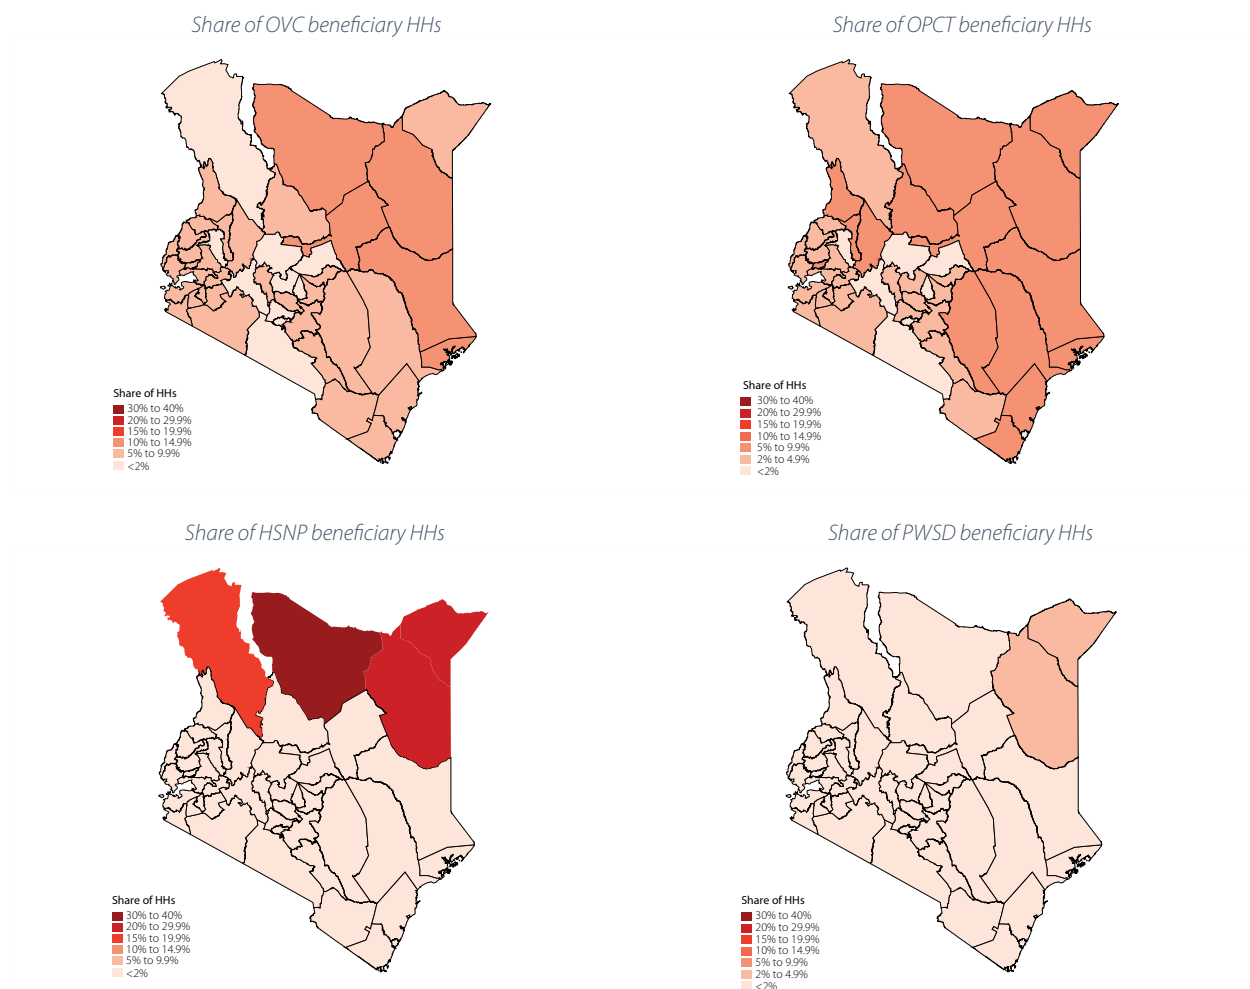 Share of OVC beneficiary HHs
Share of OPCT beneficiary HHs
Share of HHs
30% to 40%
20% to 29.9%
15% to 19.9%
10% to 14.9%
5% to 9.9%
<2%
Share of HHs
30% to 40%
20% to 29.9%
15% to 19.9%
10% to 14.9%
5% to 9.9%
2% to 4.9%
<2%
Share of HSNP beneficiary HHs
Share of PWSD beneficiary HHs
Share of HHs
30% to 40%
20% to 29.9%
15% to 19.9%
10% to 14.9%
5% to 9.9%
<2%
Share of HHs
30% to 40%
20% to 29.9%
15% to 19.9%
10% to 14.9%
5% to 9.9%
2% to 4.9%
<2%